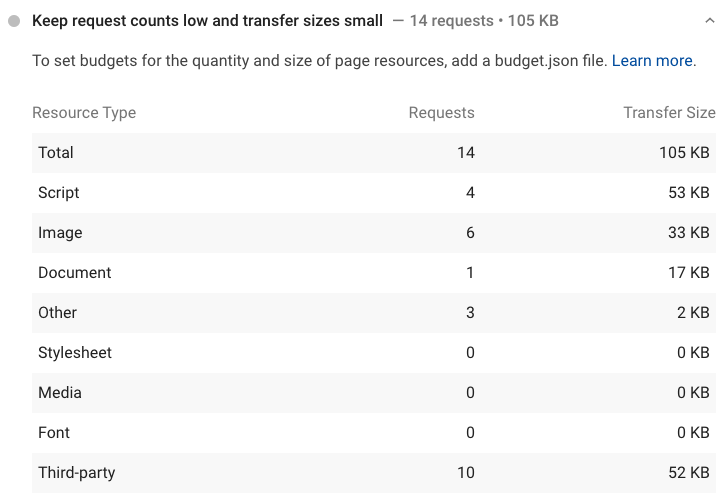 Keep request counts low and transfer sizes small — 14 requests • 105 KB
To set budgets for the quantity and size of page resources, add a budget.json file. Learn more.
Resource Type Requests Transfer Size
Total 14 105 KB
Script 4 53 KB
Image 6 33 KB
Document 1 17 KB
Other 3 2 KB
Stylesheet 0 0 KB
Media 0 0 KB
Font 0 0 KB
Third-party 10 52 KB